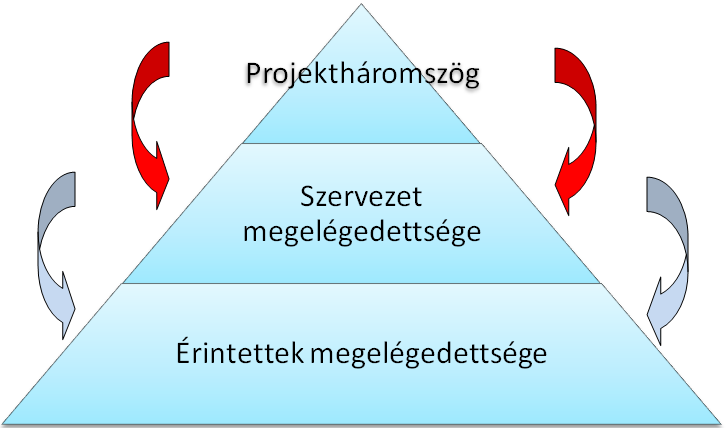 Projektháromszög
Szervezet
megelégedettsége
Érintettek megelégedettsége